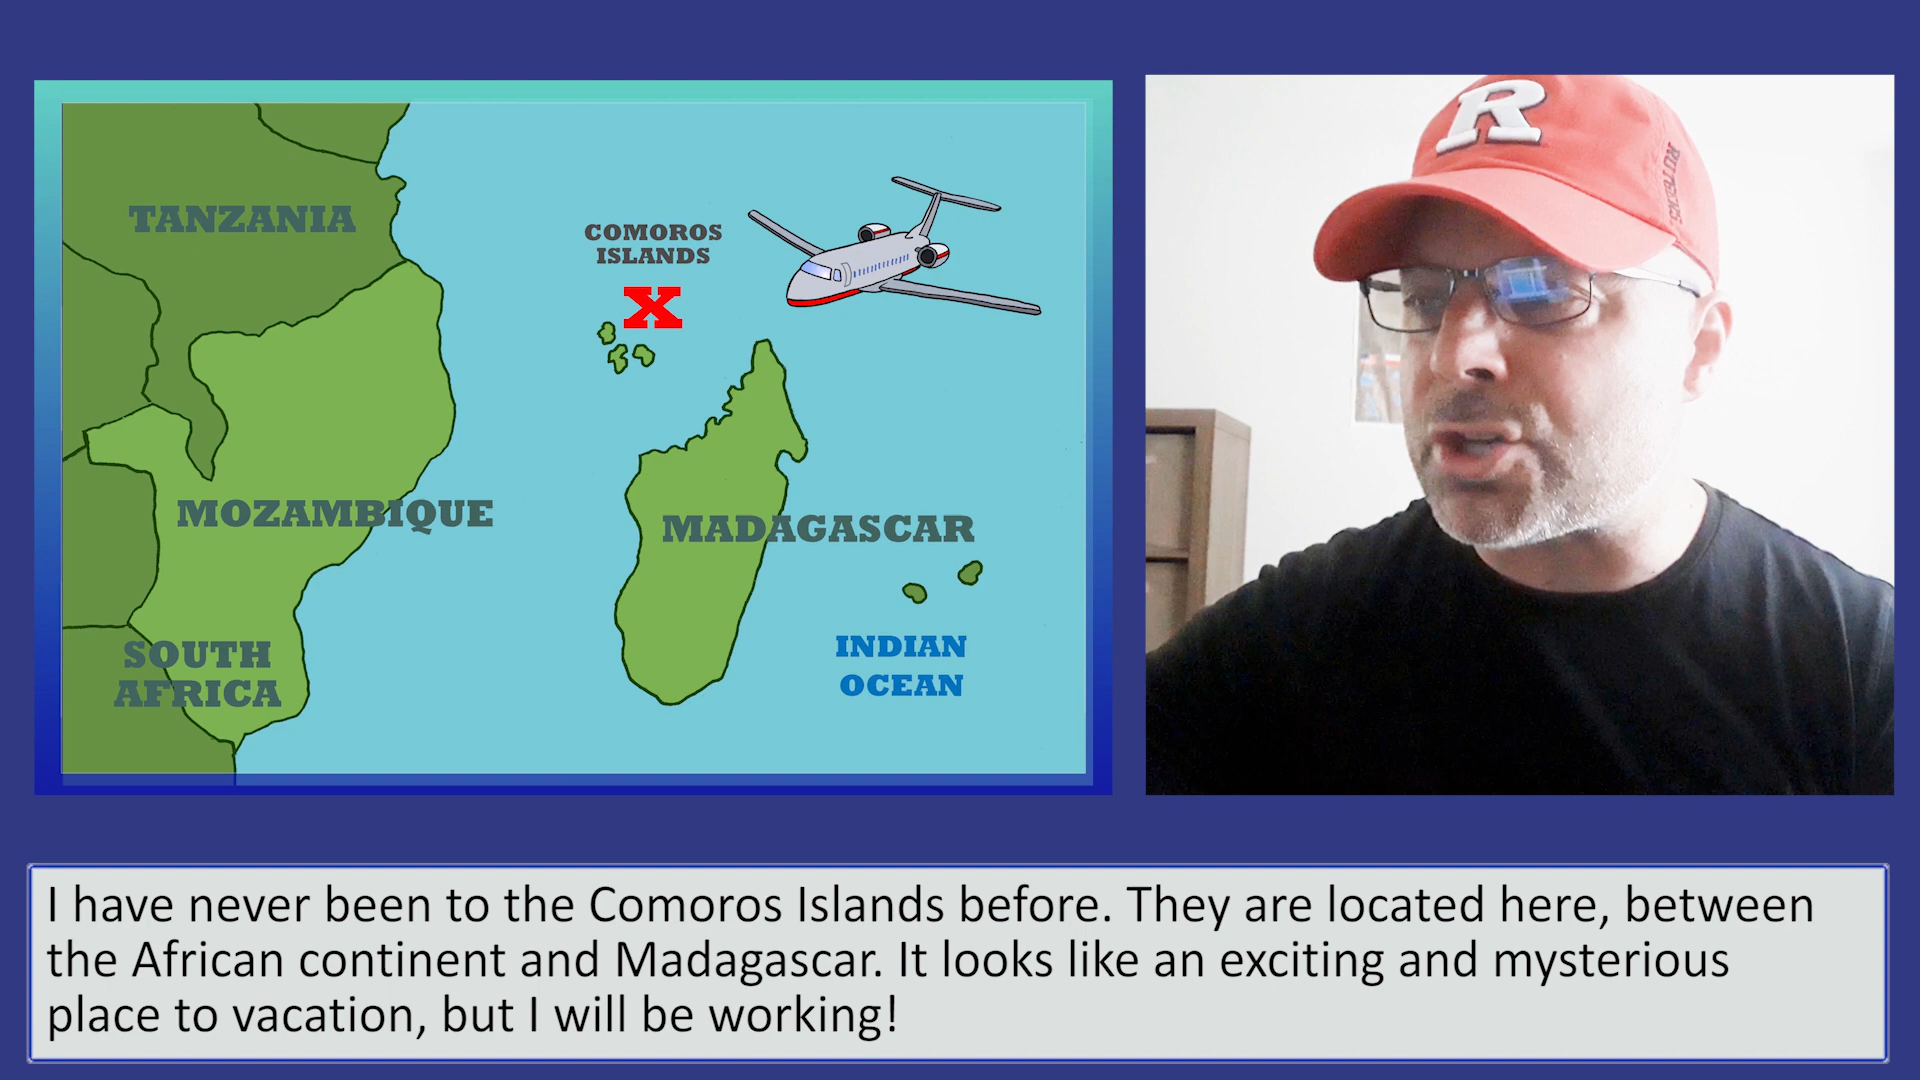 TANZANIA
COMOROS
ISLANDS
X
MOZAMBIQUE
MADAGASCAR
SOUTH
AFRICA
INDIAN
OCEAN
R
RUTGERS
I have never been to the Comoros Islands before. They are located here, between
the African continent and Madagascar. It looks like an exciting and mysterious
place to vacation, but I will be working!